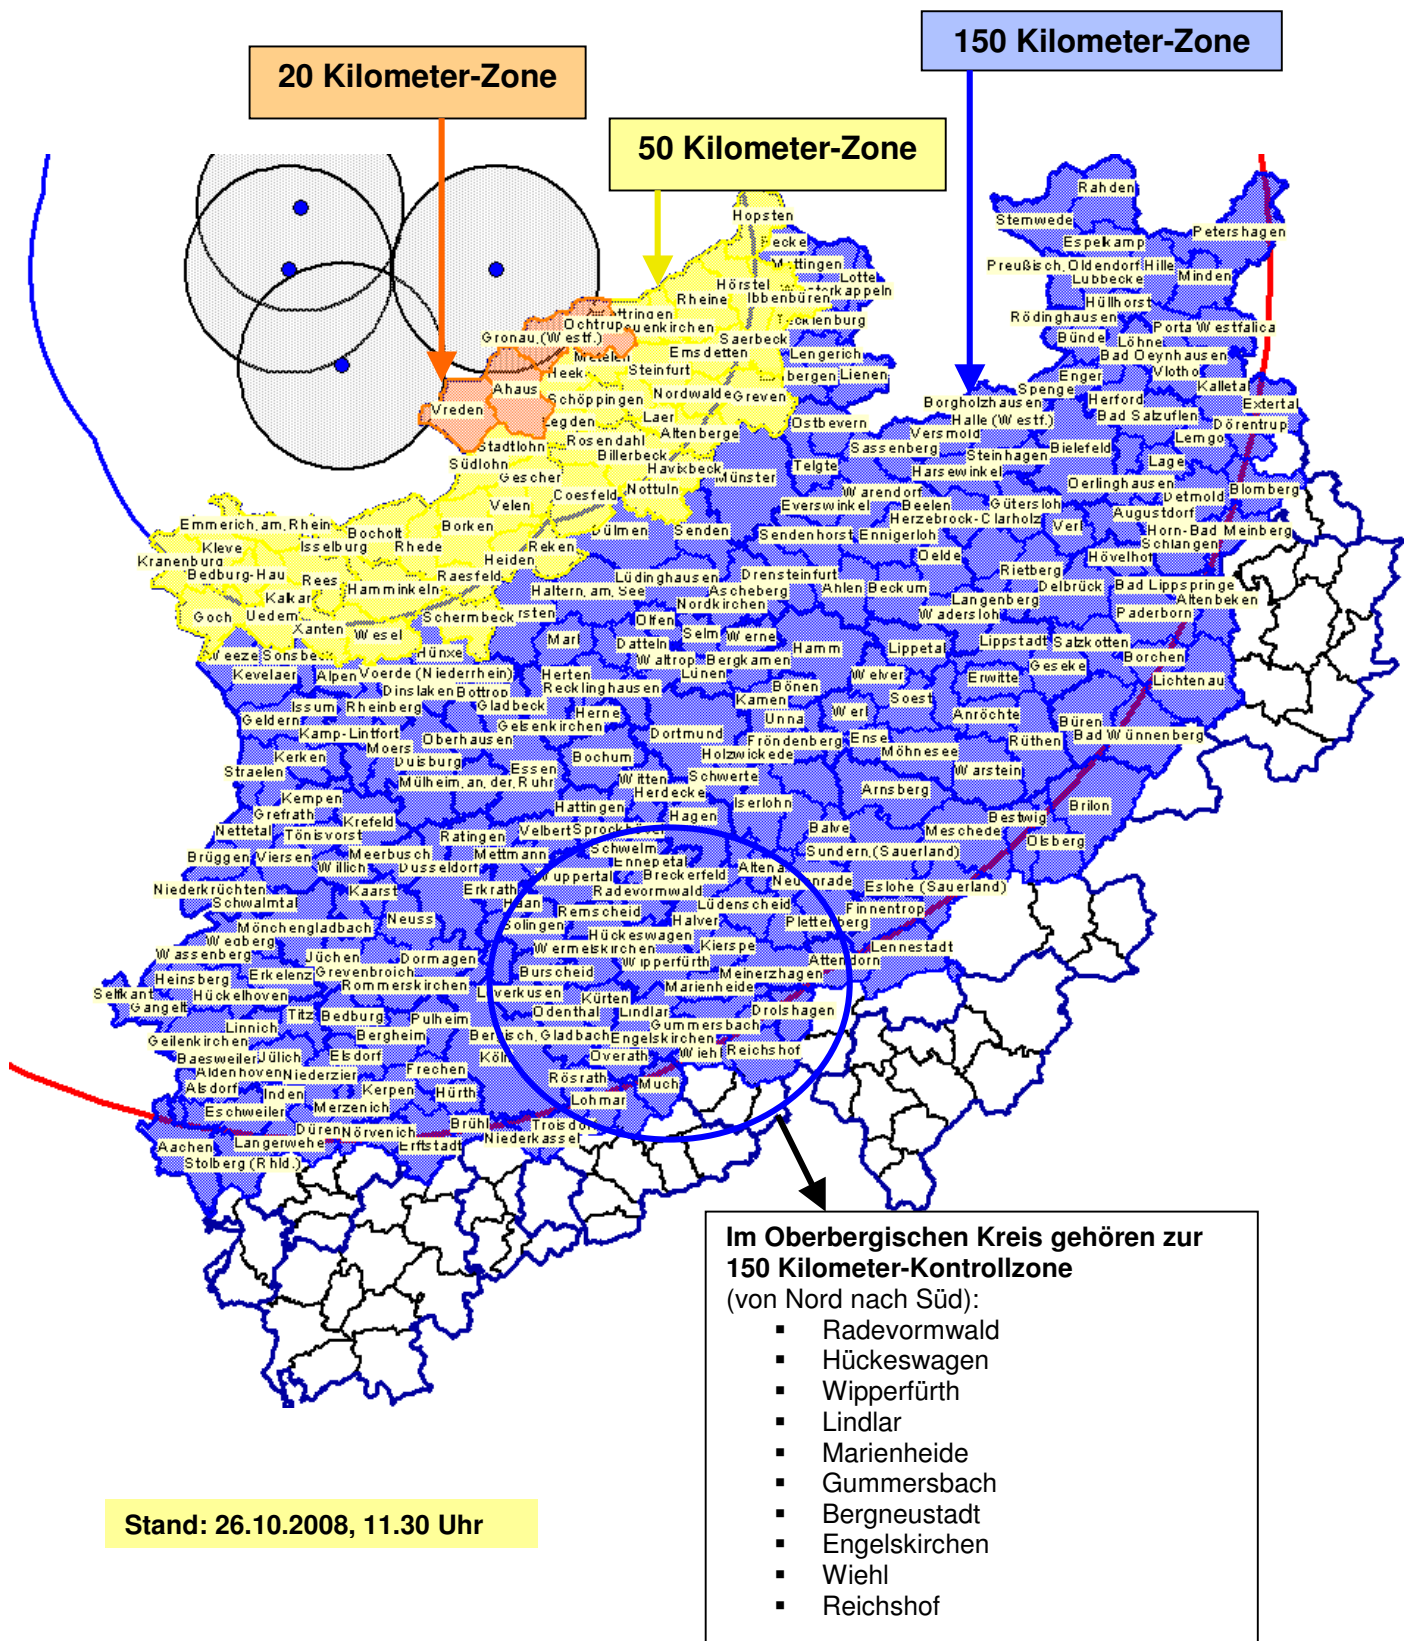 150 Kilometer-Zone
20 Kilometer-Zone
50 Kilometer-Zone
Rahden
Hopsten
Stemwede
Petershagen
Espelkamp
Mettingen
Preußisch. Oldendorf
Hille
Minden
Lotte
Lübbecke
Hörstel
Rheine
Ibbenbüren
Hüllhorst
Rödinghausen
Ochtrup
Porta Westfalica
Gronau.(Westf.)
Saerbeck
Bünde
Löhne
Emsdetten
Lengerich
Bad Oeynhausen
Metelen
Steinfurt
Lienen
Enger
Vlotho
Heek
Ahaus
Spenge
Kalletal
Schöppingen
Nordwalde
Greven
Borgholzhausen
Herford
Extertal
Vreden
Legden
Laer
Ostbevern
Halle (Westf.)
Bad Salzuflen
Dörentrup
Altenberge
Versmold
Stadtlohn
Rosendahl
Sassenberg
Steinhagen
Bielefeld
Lemgo
Südlohn
Billerbeck
Havixbeck
Telgte
Harsewinkel
Lage
Gescher
Münster
Oerlinghausen
Coesfeld
Nottuln
Warendorf
Detmold
Blomberg
Velen
Everswinkel
Beelen
Gütersloh
Augustdorf
Emmerich. am. Rhein
Bocholt
Borken
Dülmen
Senden
Sendenhorst
Ennigerloh
Herzebrock-Clarholz
Verl
Horn-Bad Meinberg
Kleve
Isselburg
Rhede
Reken
Schlangen
Kranenburg
Heiden
Oelde
Hövelhof
Bedburg-Hau
Rees
Raesfeld
Lüdinghausen
Drensteinfurt
Rietberg
Kalkar
Hamminkeln
Haltern. am. See
Ascheberg
Ahlen
Beckum
Delbrück
Bad Lippspringe
Goch
Uedem
Schermbeck
Nordkirchen
Langenberg
Altenbeken
Xanten
Wesel
Olfen
Wadersloh
Paderborn
Marl
Datteln
Selm
Werne
Hamm
Lippetal
Lippstadt
Salzkotten
Hünxe
Waltrop
Bergkamen
Borchen
Kevelaer
Alpen
Voerde (Niederrhein)
Herten
Lünen
Welver
Erwitte
Geseke
Lichtenau
Dinslaken
Bottrop
Recklinghausen
Bönen
Issum
Rheinberg
Gladbeck
Kamen
Soest
Geldern
Gelsenkirchen
Herne
Unna
Werl
Anröchte
Büren
Kamp-Lintfort
Oberhausen
Dortmund
Fröndenberg
Ense
Rüthen
Bad Wünnenberg
Kerken
Moers
Duisburg
Bochum
Holzwickede
Möhnesee
Straelen
Essen
Witten
Schwerte
Warstein
Mülheim. an. der. Ruhr
Herdecke
Arnsberg
Kempen
Hattingen
Iserlohn
Brilon
Grefrath
Krefeld
Hagen
Bestwig
Nettetal
Tönisvorst
Ratingen
Velbert
Balve
Meschede
Olsberg
Brüggen
Viersen
Willich
Meerbusch
Mettmann
Schwelm
Sundern.(Sauerland)
Düsseldorf
Ennepetal
Altena
Niederkrüchten
Kaarst
Erkrath
Wuppertal
Breckerfeld
Neuenrade
Eslohe (Sauerland)
Schwalmtal
Haan
Radevormwald
Lüdenscheid
Finnentrop
Neuss
Remscheid
Halver
Plettenberg
Mönchengladbach
Solingen
Hückeswagen
Wegberg
Wermelskirchen
Kierspe
Lennestadt
Wassenberg
Jüchen
Dormagen
Wipperfürth
Attendorn
Heinsberg
Erkelenz
Grevenbroich
Burscheid
Meinerzhagen
Selfkant
Hückelhoven
Rommerskirchen
Leverkusen
Kürten
Marienheide
Gangelt
Titz
Bedburg
Pulheim
Odenthal
Lindlar
Drolshagen
Linnich
Gummersbach
Geilenkirchen
Bergheim
Bergisch. Gladbach
Engelskirchen
Baesweiler
Jülich
Elsdorf
Köln
Overath
Wiehl
Reichshof
Aldenhoven
Niederzier
Frechen
Rösrath
Much
Alsdorf
Inden
Kerpen
Hürth
Lohmar
Eschweiler
Merzenich
Brühl
Troisdorf
Düren
Nörvenich
Niederkassel
Aachen
Langerwehe
Erftstadt
Stolberg (Rhld.)
Im Oberbergischen Kreis gehören zur
150 Kilometer-Kontrollzone
(von Nord nach Süd):
▪ Radevormwald
▪ Hückeswagen
▪ Wipperfürth
▪ Lindlar
▪ Marienheide
▪ Gummersbach
▪ Bergneustadt
▪ Engelskirchen
▪ Wiehl
▪ Reichshof
Stand: 26.10.2008, 11.30 Uhr